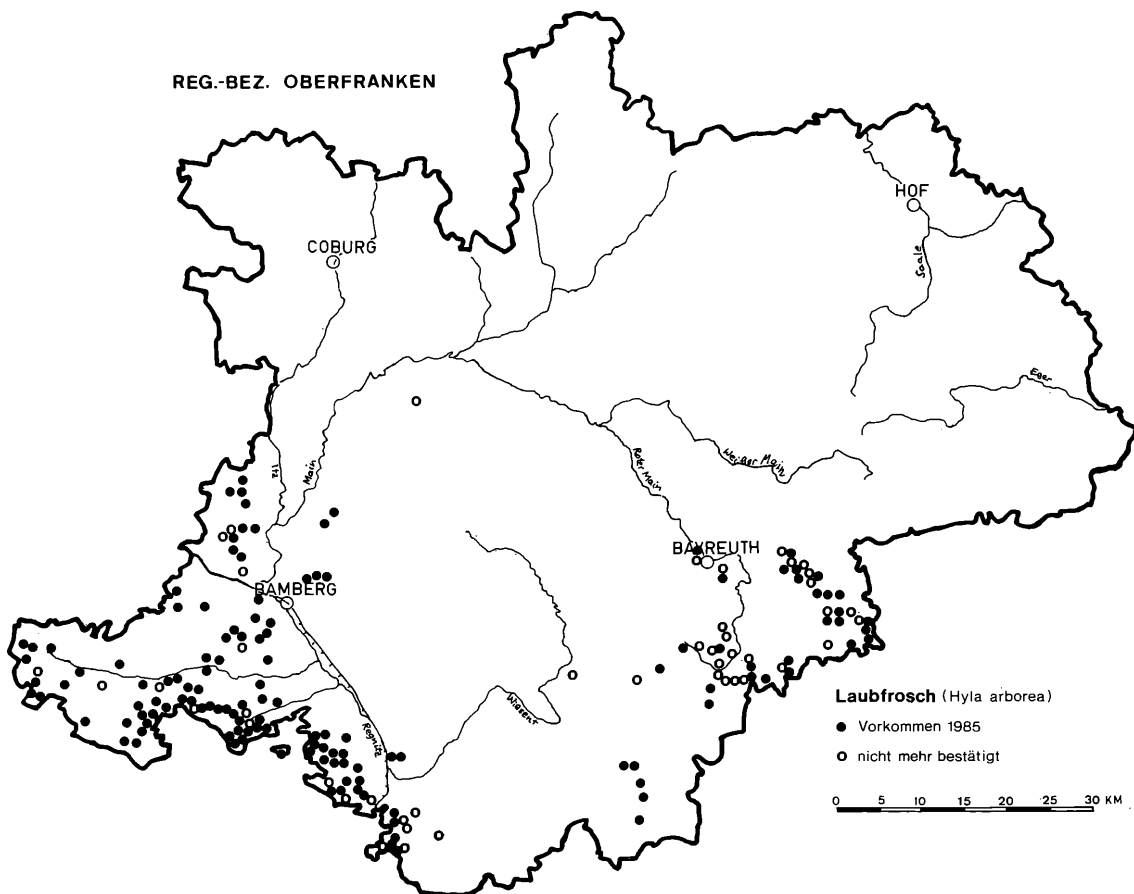 REG.-BEZ. OBERFRANKEN
HOF
COBURG
Saale
Eger
Itz
Main
Roter Main
Weißer Main
BAYREUTH
BAMBERG
Wiesent
Regnitz
Laubfrosch (Hyla arborea)
● Vorkommen 1985
○ nicht mehr bestätigt
0 5 10 15 20 25 30 KM